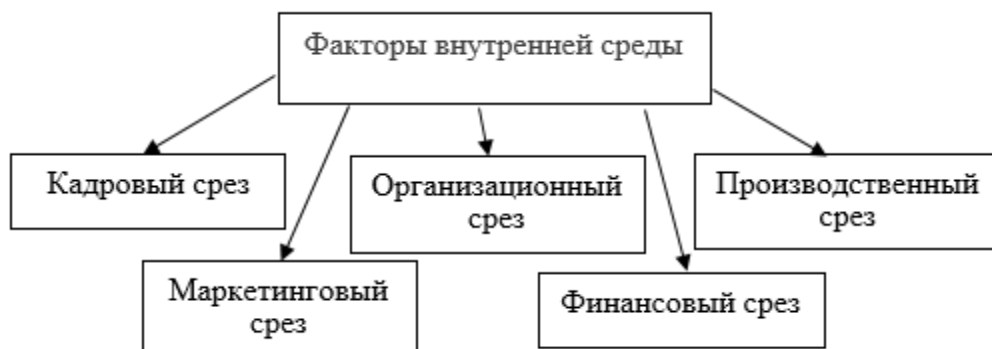 Факторы внутренней среды
Кадровый срез
Организационный
срез
Производственный
срез
Маркетинговый
срез
Финансовый срез